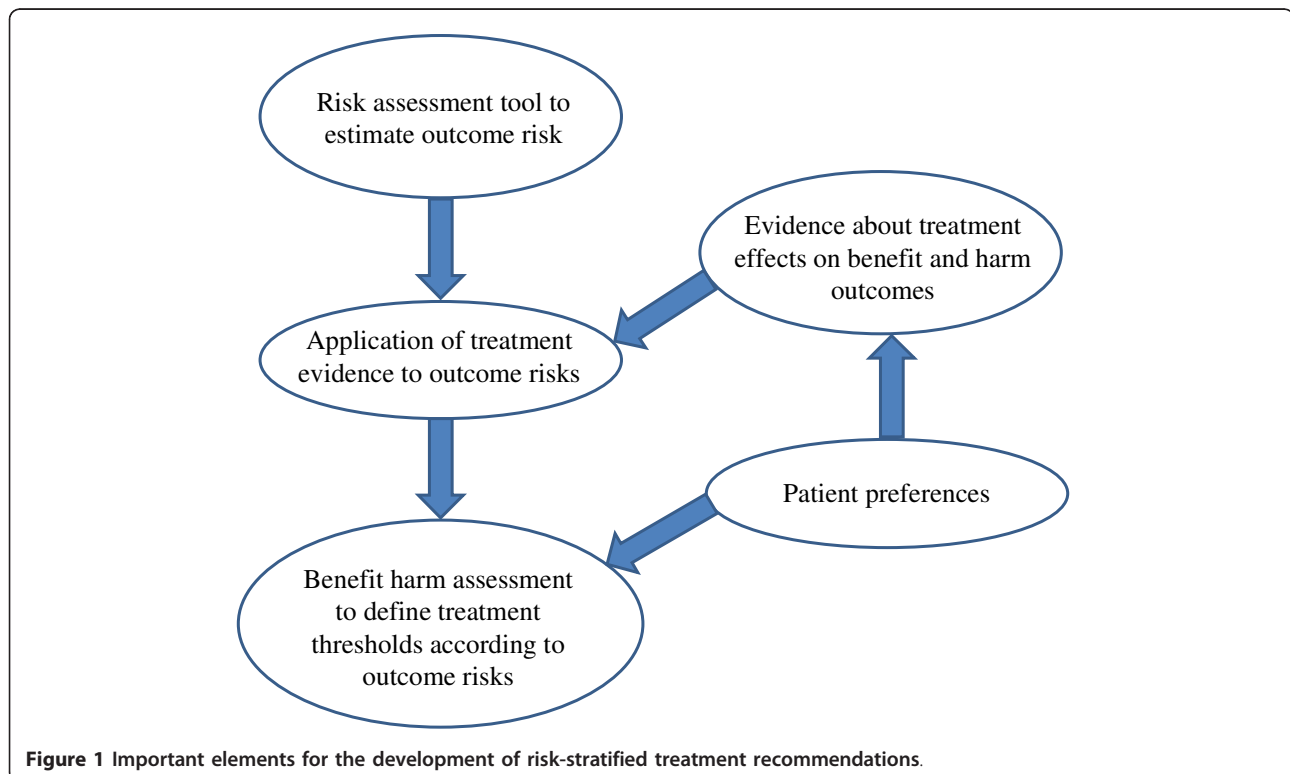 Risk assessment tool to
estimate outcome risk
Evidence about treatment
effects on benefit and harm
outcomes
Application of treatment
evidence to outcome risks
Patient preferences
Benefit harm assessment
to define treatment
thresholds according to
outcome risks
Figure 1 Important elements for the development of risk-stratified treatment recommendations.